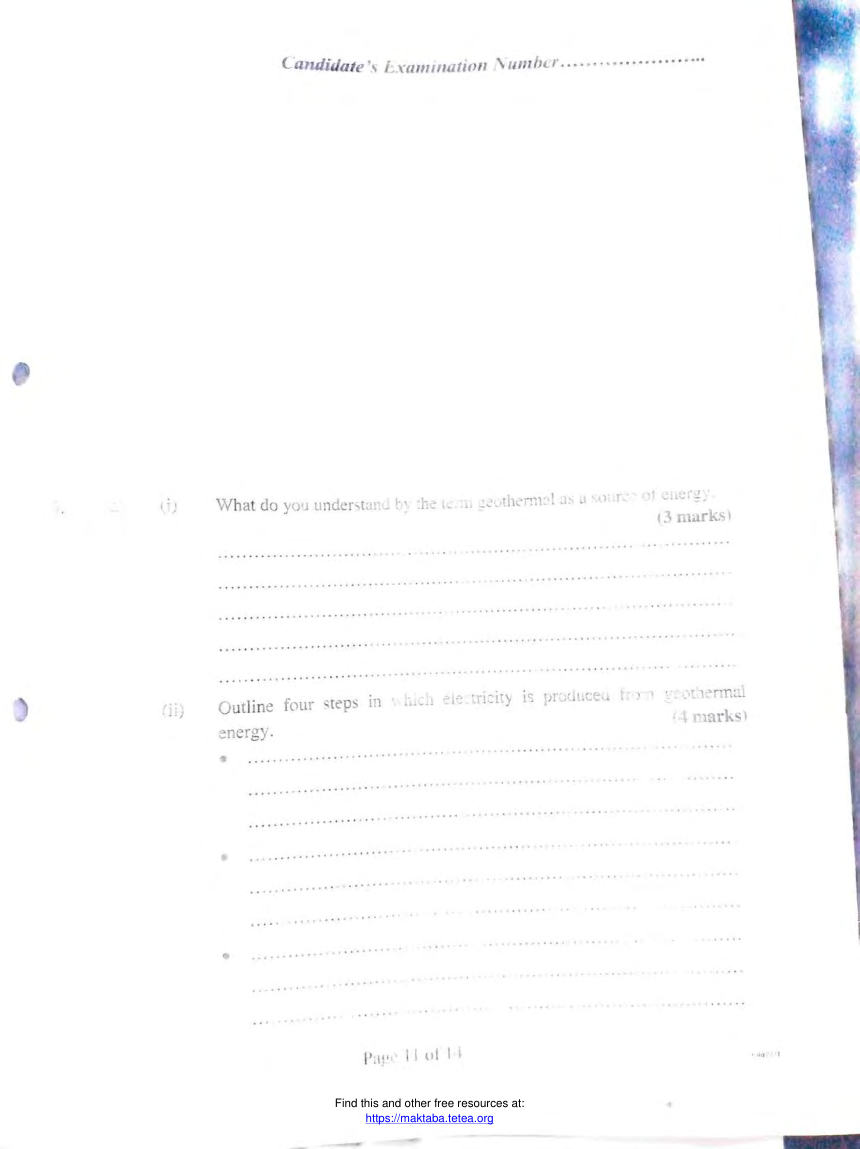 Candidate's Examination Number........................
(i) What do you understand by the term geothermal as a source of energy.
(3 marks)
(ii) Outline four steps in which electricity is produced from geothermal
energy. (4 marks)
Page 11 of 14
Find this and other free resources at:
https://maktaba.tetea.org